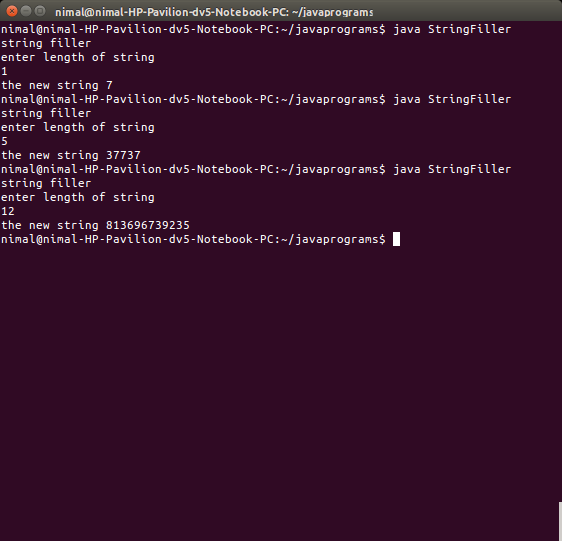 nimal@nimal-HP-Pavilion-dv5-Notebook-PC: ~/javaprograms
nimal@nimal-HP-Pavilion-dv5-Notebook-PC:~/javaprograms$ java StringFiller
string filler
enter length of string
1
the new string 7
nimal@nimal-HP-Pavilion-dv5-Notebook-PC:~/javaprograms$ java StringFiller
string filler
enter length of string
5
the new string 37737
nimal@nimal-HP-Pavilion-dv5-Notebook-PC:~/javaprograms$ java StringFiller
string filler
enter length of string
12
the new string 813696739235
nimal@nimal-HP-Pavilion-dv5-Notebook-PC:~/javaprograms$